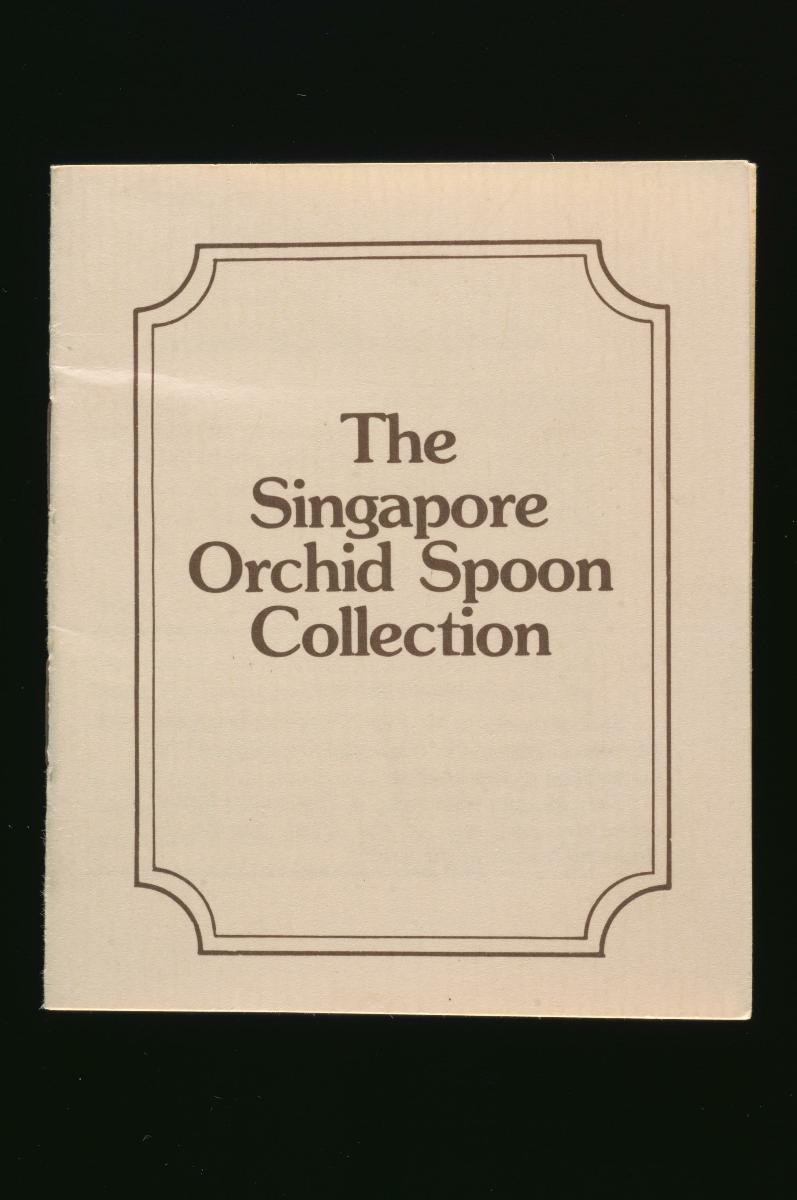 The
Singapore
Orchid Spoon
Collection